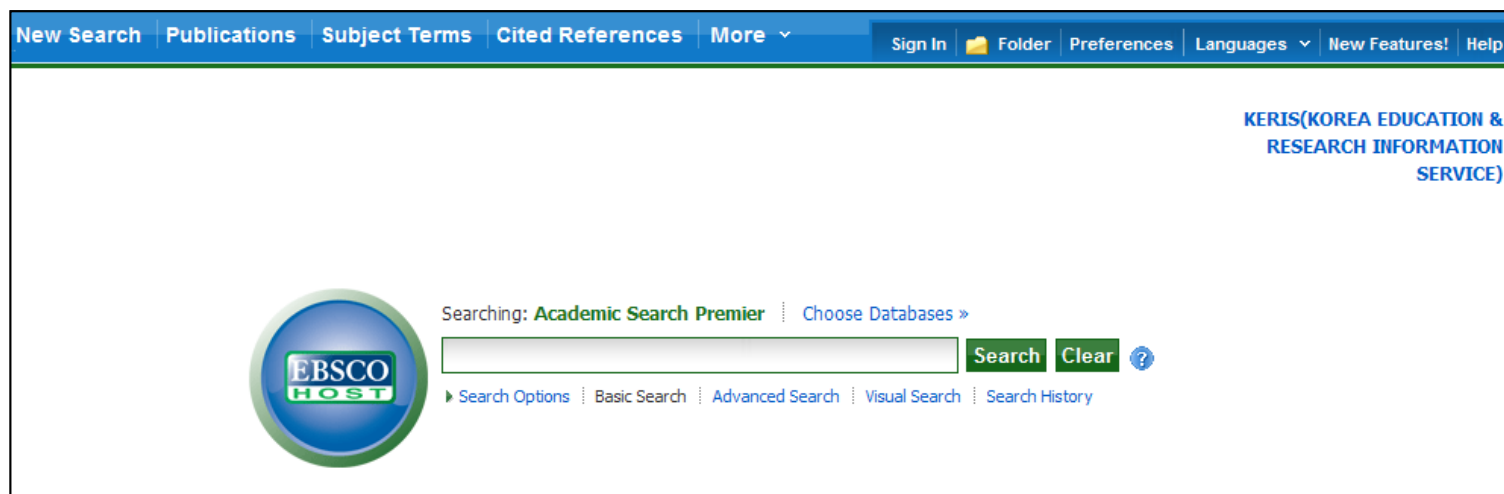 New Search Publications Subject Terms Cited References More
Sign In Folder Preferences Languages New Features! Help
KERIS(KOREA EDUCATION &
RESEARCH INFORMATION
SERVICE)
Searching: Academic Search Premier Choose Databases »
EBSCO
HOST
Search Clear ?
Search Options Basic Search Advanced Search Visual Search Search History